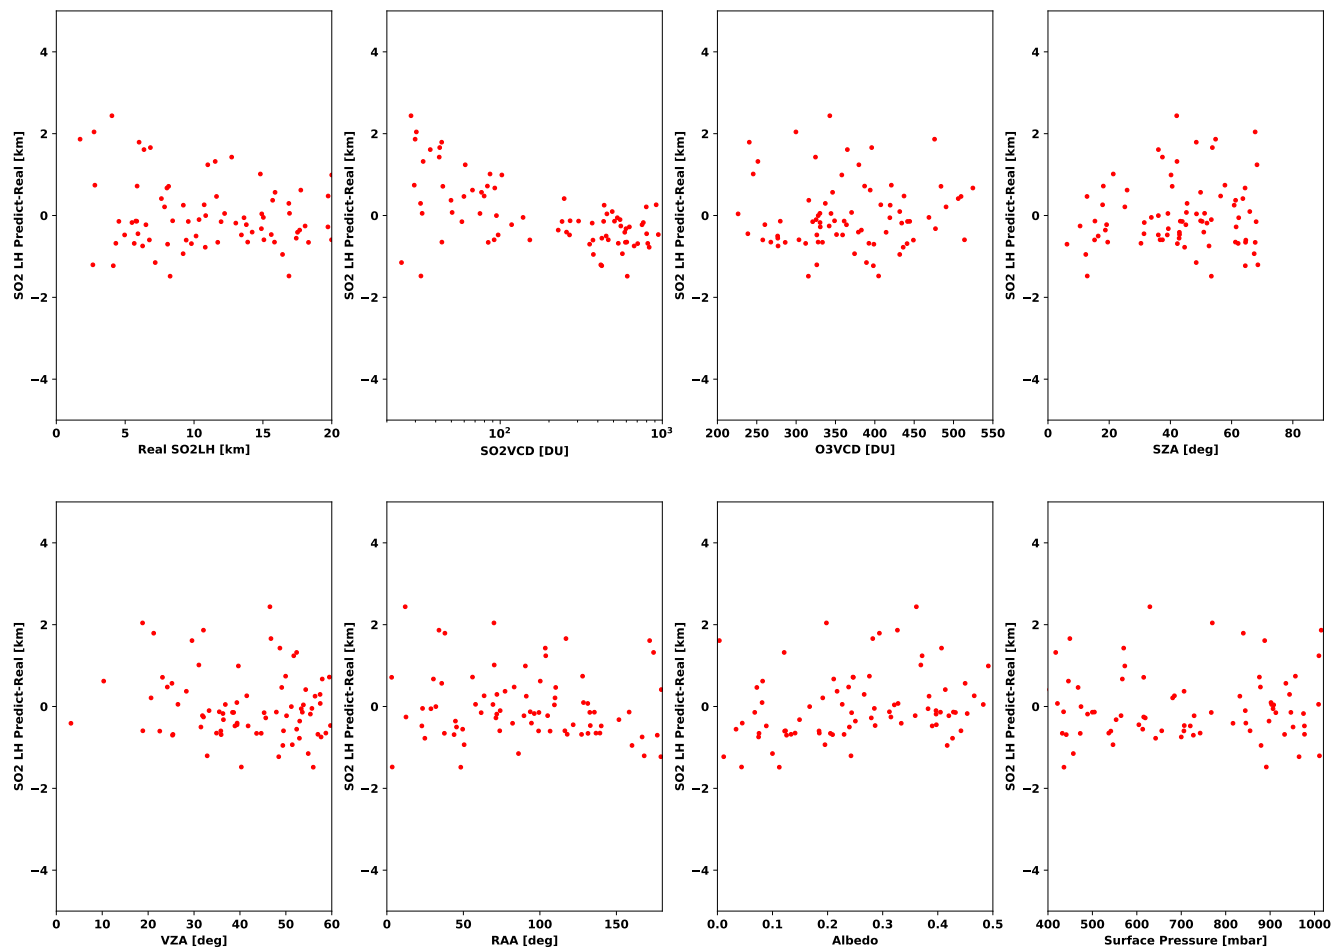 SO2 LH Predict-Real [km]
4
2
0
−2
−4
0 5 10 15 20
Real SO2LH [km]
SO2 LH Predict-Real [km]
10² 10³
SO2VCD [DU]
SO2 LH Predict-Real [km]
4
2
0
−2
−4
200 250 300 350 400 450 500 550
O3VCD [DU]
SO2 LH Predict-Real [km]
4
2
0
−2
−4
0 20 40 60 80
SZA [deg]
SO2 LH Predict-Real [km]
4
2
0
−2
−4
0 10 20 30 40 50 60
VZA [deg]
SO2 LH Predict-Real [km]
4
2
0
−2
−4
0 50 100 150
RAA [deg]
SO2 LH Predict-Real [km]
4
2
0
−2
−4
0.0 0.1 0.2 0.3 0.4 0.5
Albedo
SO2 LH Predict-Real [km]
4
2
0
−2
−4
400 500 600 700 800 900 1000
Surface Pressure [mbar]